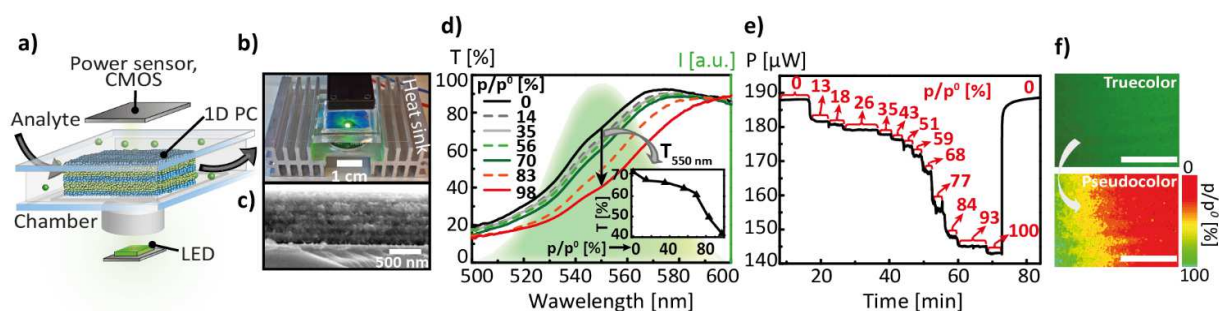 a)
Power sensor,
CMOS
1D PC
Analyte
Chamber
LED
b)
Heat sink
1 cm
c)
500 nm
d)
T [%]
I [a.u.]
100
80
60
40
20
0
p/p⁰ [%]
0
14
35
56
70
83
98
T 550 nm
T [%]
70
60
50
40
p/p⁰ [%]
0 40 80
500 520 540 560 580 600
Wavelength [nm]
e)
P [µW]
190
180
170
160
150
140
p/p⁰ [%]
0
13
18
26
35
43
51
59
68
77
84
93
100
0
20 40 60 80
Time [min]
f)
Truecolor
Pseudocolor
0
p/p⁰ [%]
100